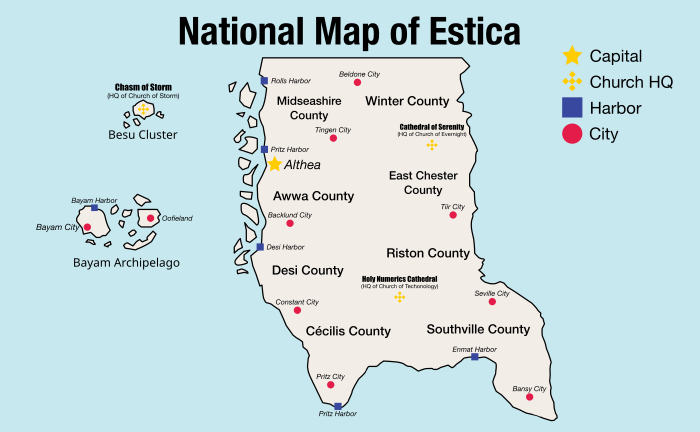 National Map of Estica
Capital
Church HQ
Harbor
City
Chasm of Storm
(HQ of Church of Storm)
Besu Cluster
Rolls Harbor
Beldone City
Midseashire
County
Winter County
Tingen City
Cathedral of Serenity
(HQ of Church of Evernight)
Pritz Harbor
Althea
East Chester
County
Awwa County
Bayam Harbor
Bayam City
Oofieland
Bayam Archipelago
Backlund City
Tiir City
Desi Harbor
Riston County
Desi County
Holy Numerics Cathedral
(HQ of Church of Techonology)
Constant City
Seville City
Cécilis County
Southville County
Enmat Harbor
Pritz City
Bansy City
Pritz Harbor